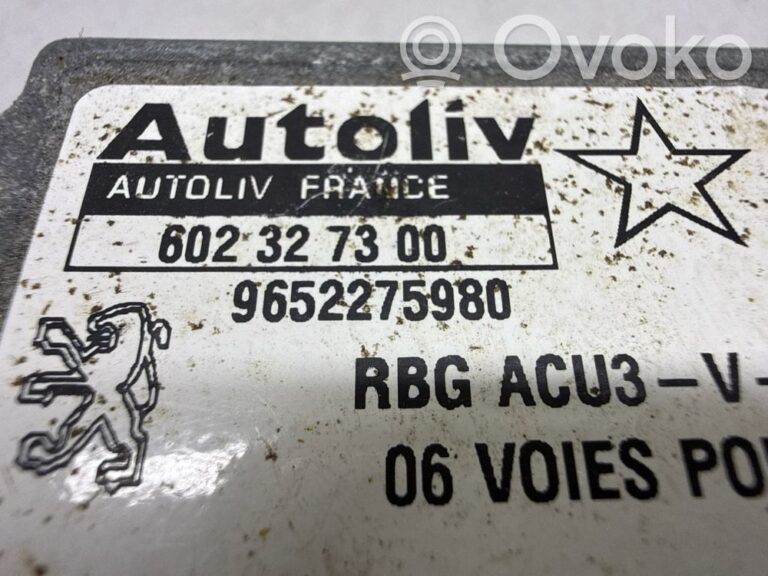 Ovoko
Autoliv
AUTOLIV FRANCE
602 32 73 00
9652275980
RBG ACU3-V-
06 VOIES